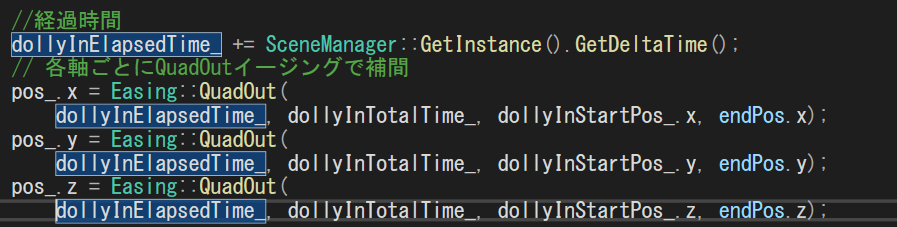 //経過時間
dollyInElapsedTime_ += SceneManager::GetInstance().GetDeltaTime();
// 各軸ごとにQuadOutイージングで補間
pos_.x = Easing::QuadOut(
dollyInElapsedTime_, dollyInTotalTime_, dollyInStartPos_.x, endPos.x);
pos_.y = Easing::QuadOut(
dollyInElapsedTime_, dollyInTotalTime_, dollyInStartPos_.y, endPos.y);
pos_.z = Easing::QuadOut(
dollyInElapsedTime_, dollyInTotalTime_, dollyInStartPos_.z, endPos.z);